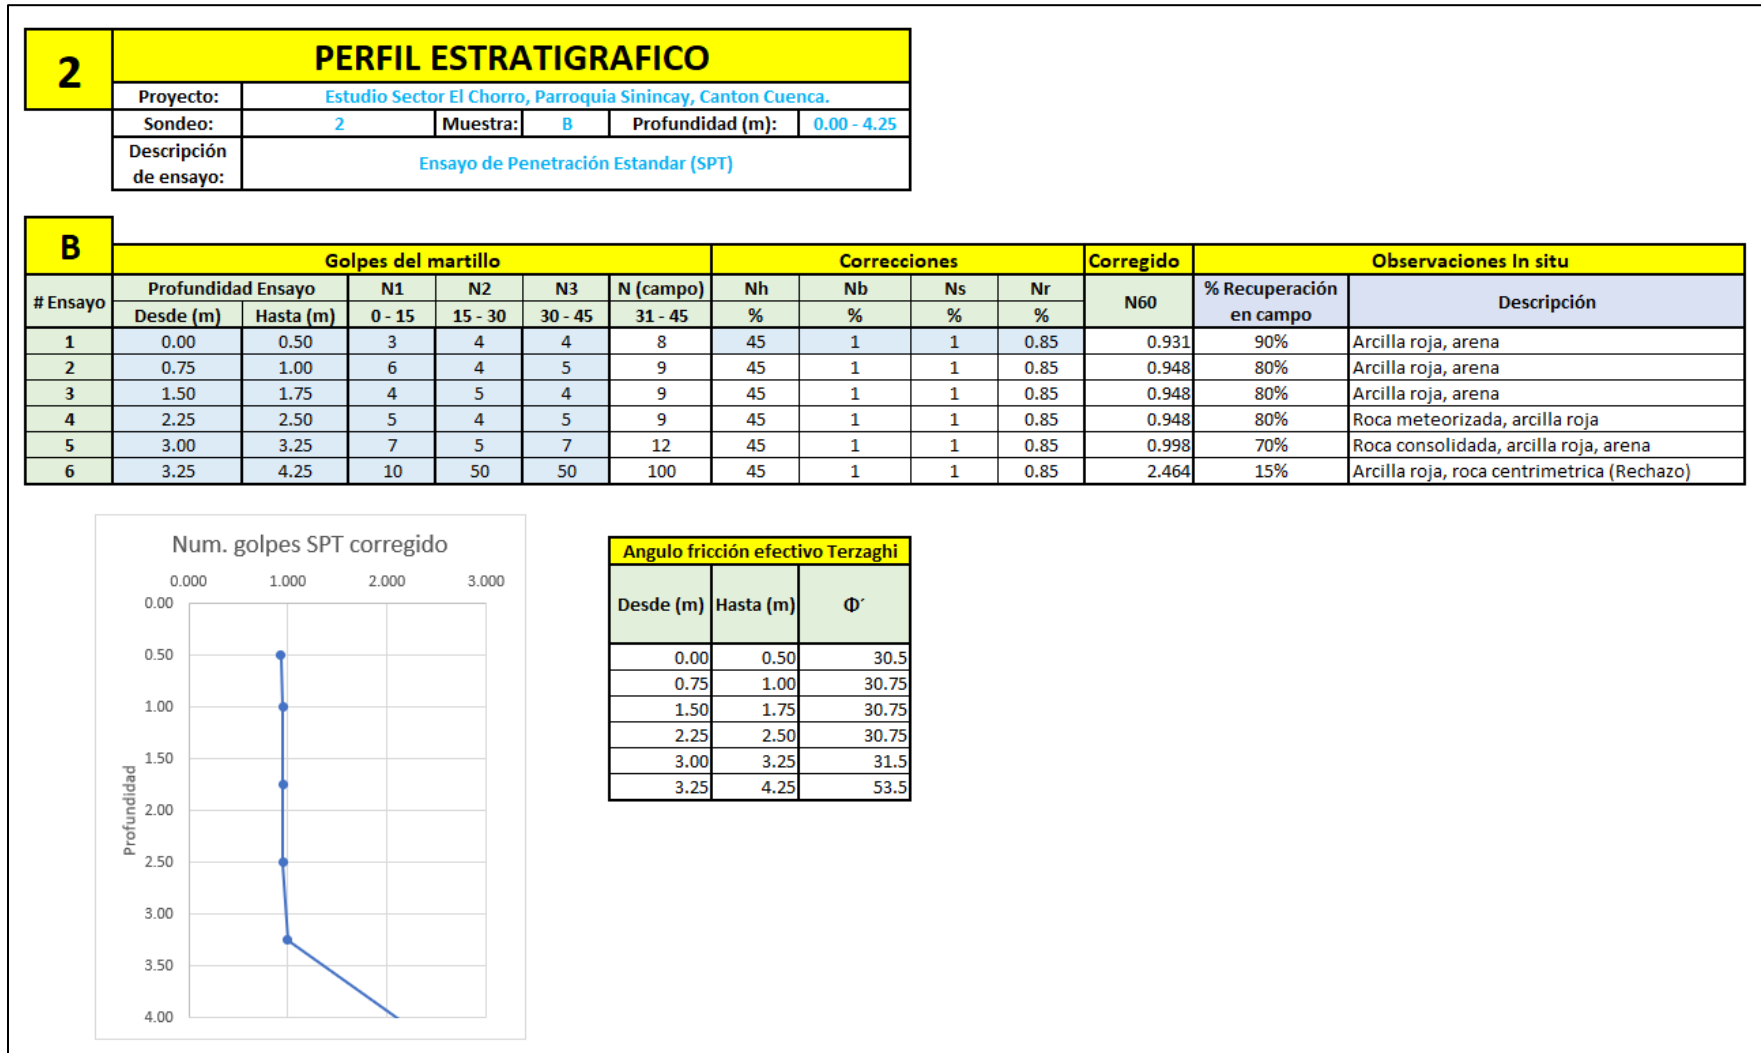 2
PERFIL ESTRATIGRAFICO
Proyecto: Estudio Sector El Chorro, Parroquia Sinincay, Canton Cuenca.
Sondeo: 2 Muestra: B Profundidad (m): 0.00 - 4.25
Descripción de ensayo: Ensayo de Penetración Estandar (SPT)
B
Golpes del martillo Correcciones Corregido Observaciones In situ
# Ensayo Profundidad Ensayo N1 N2 N3 N (campo) Nh Nb Ns Nr N60 % Recuperación en campo Descripción
Desde (m) Hasta (m) 0 - 15 15 - 30 30 - 45 31 - 45 % % % %
1 0.00 0.50 3 4 4 8 45 1 1 0.85 0.931 90% Arcilla roja, arena
2 0.75 1.00 6 4 5 9 45 1 1 0.85 0.948 80% Arcilla roja, arena
3 1.50 1.75 4 5 4 9 45 1 1 0.85 0.948 80% Arcilla roja, arena
4 2.25 2.50 5 4 5 9 45 1 1 0.85 0.948 80% Roca meteorizada, arcilla roja
5 3.00 3.25 7 5 7 12 45 1 1 0.85 0.998 70% Roca consolidada, arcilla roja, arena
6 3.25 4.25 10 50 50 100 45 1 1 0.85 2.464 15% Arcilla roja, roca centrimetrica (Rechazo)
Num. golpes SPT corregido
0.000 1.000 2.000 3.000
0.00
0.50
1.00
1.50
2.00
2.50
3.00
3.50
4.00
Profundidad
Angulo fricción efectivo Terzaghi
Desde (m) Hasta (m) Φ´
0.00 0.50 30.5
0.75 1.00 30.75
1.50 1.75 30.75
2.25 2.50 30.75
3.00 3.25 31.5
3.25 4.25 53.5